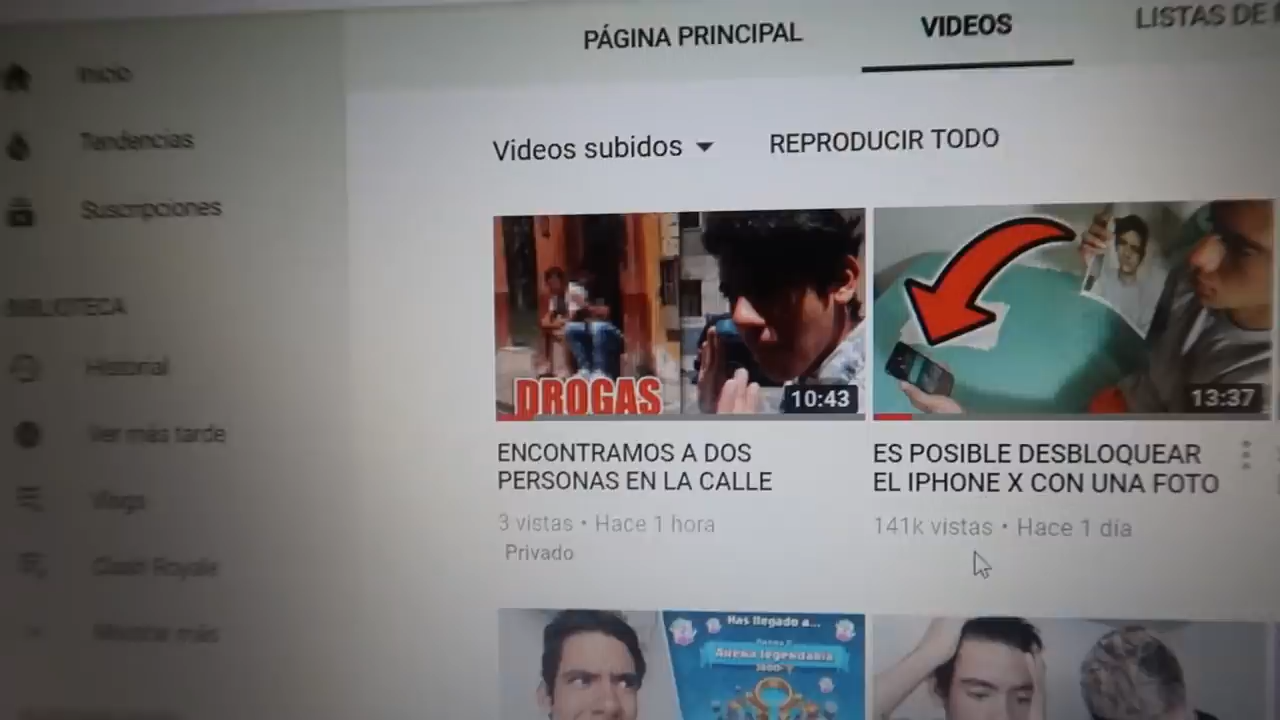 PÁGINA PRINCIPAL
VIDEOS
LISTAS DE
Inicio
Tendencias
Suscripciones
BIBLIOTECA
Historial
Ver más tarde
Vlogs
Clash Royale
Mostrar más
Videos subidos
REPRODUCIR TODO
DROGAS
10:43
13:37
ENCONTRAMOS A DOS
PERSONAS EN LA CALLE
3 vistas • Hace 1 hora
Privado
ES POSIBLE DESBLOQUEAR
EL IPHONE X CON UNA FOTO
141k vistas • Hace 1 día
Has llegado a...
Arena legendaria